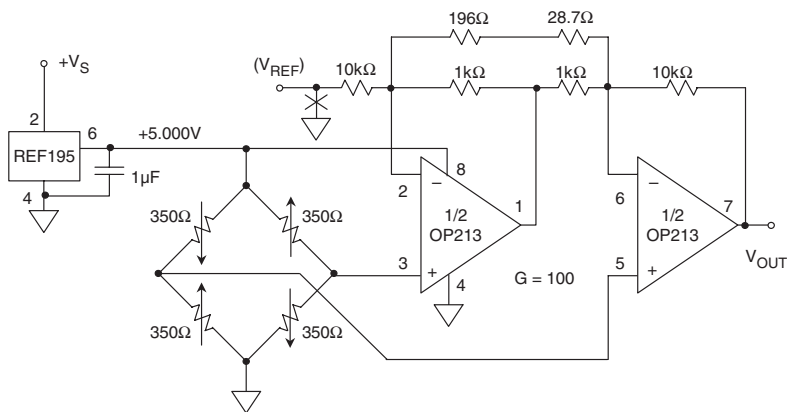 196Ω 28.7Ω
+VS
(VREF) 10kΩ 1kΩ 1kΩ 10kΩ
2
6 +5.000V
REF195
1µF
4
8
2 −
1/2
OP213
1
3 +
4
G = 100
6 −
1/2
OP213
7
5 +
VOUT
350Ω 350Ω
350Ω 350Ω